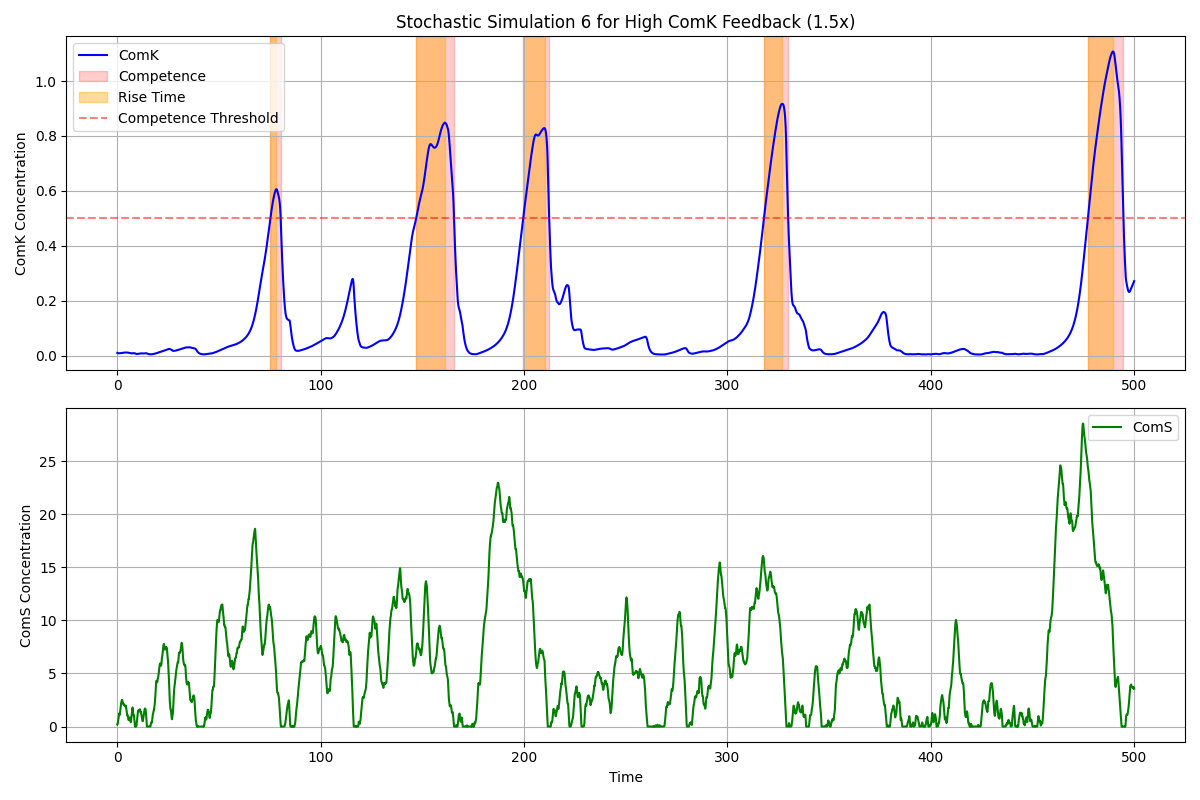 Stochastic Simulation 6 for High ComK Feedback (1.5x)
ComK
Competence
Rise Time
Competence Threshold
ComK Concentration
1.0
0.8
0.6
0.4
0.2
0.0
0 100 200 300 400 500
ComS
ComS Concentration
25
20
15
10
5
0
0 100 200 300 400 500
Time